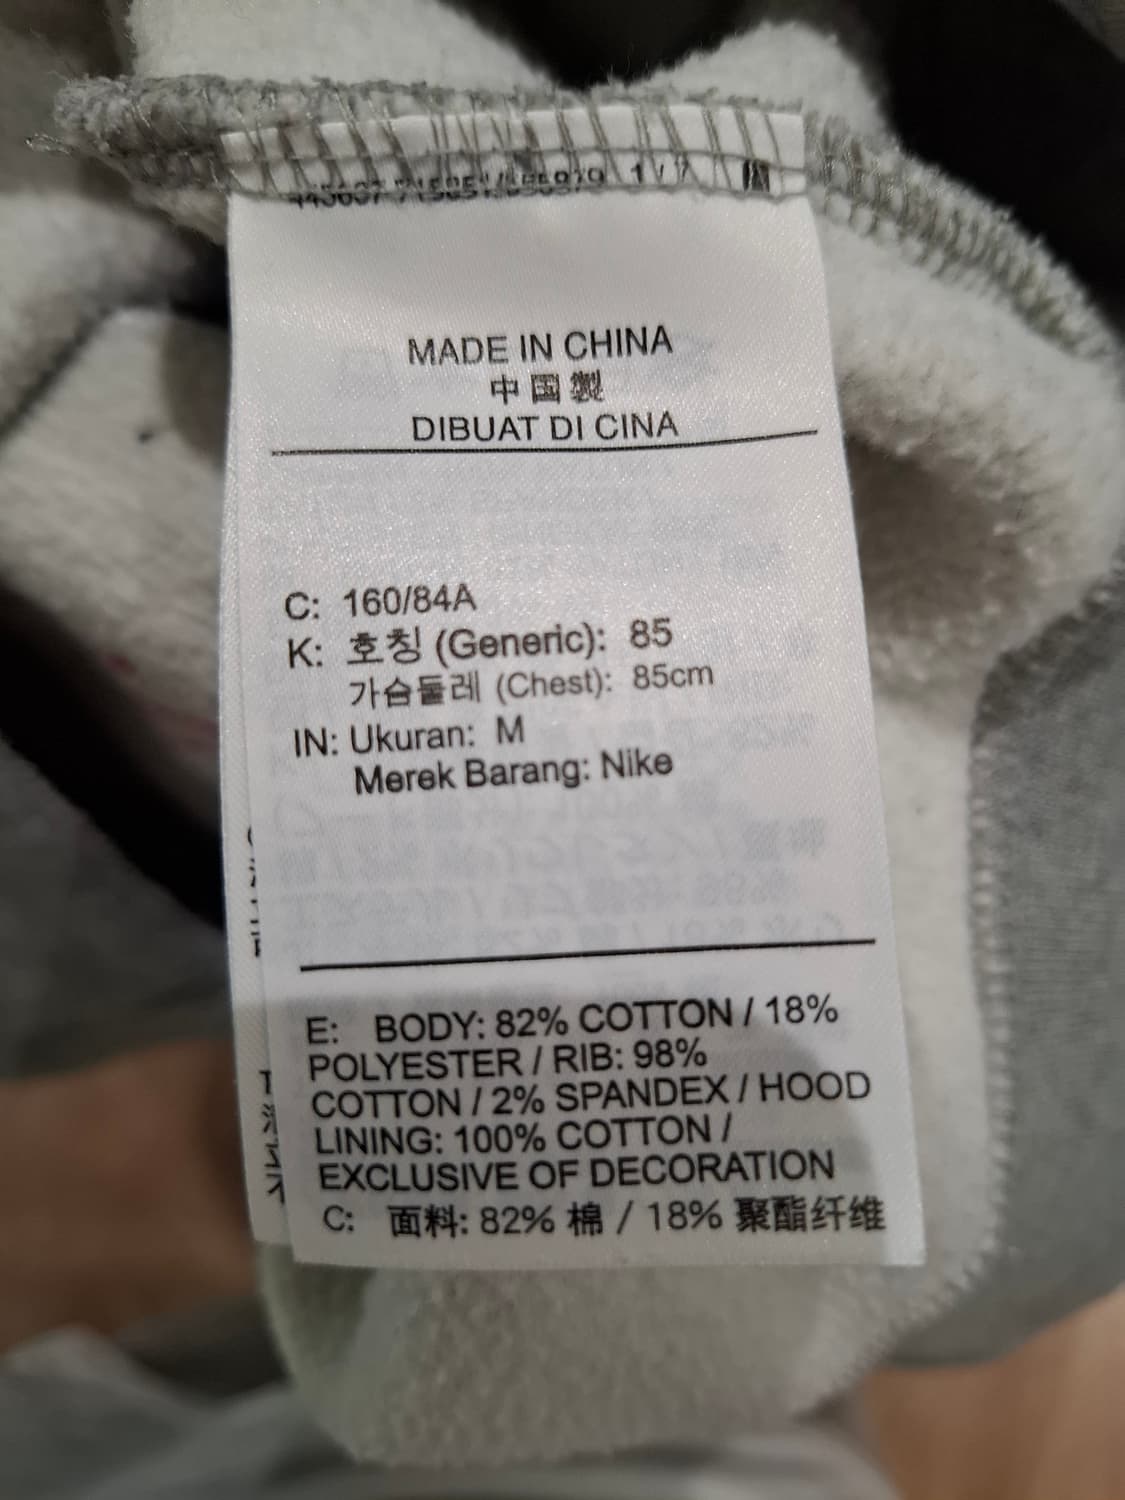 MADE IN CHINA
中国製
DIBUAT DI CINA
C: 160/84A
K: 호칭 (Generic): 85
가슴둘레 (Chest): 85cm
IN: Ukuran: M
Merek Barang: Nike
E: BODY: 82% COTTON / 18%
POLYESTER / RIB: 98%
COTTON / 2% SPANDEX / HOOD
LINING: 100% COTTON /
EXCLUSIVE OF DECORATION
C: 面料: 82% 棉 / 18% 聚酯纤维